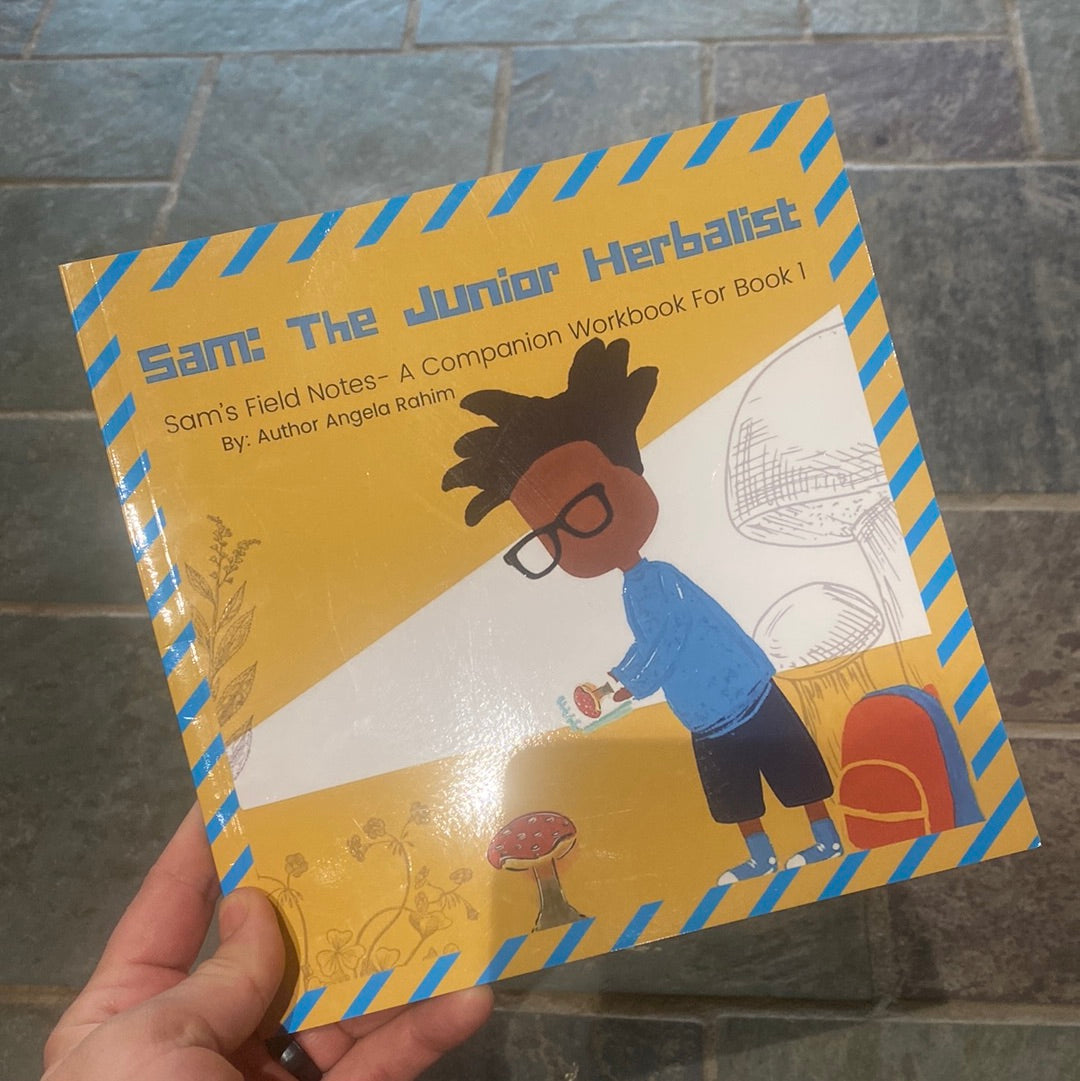 Sam: The Junior Herbalist
Sam's Field Notes- A Companion Workbook For Book 1
By: Author Angela Rahim